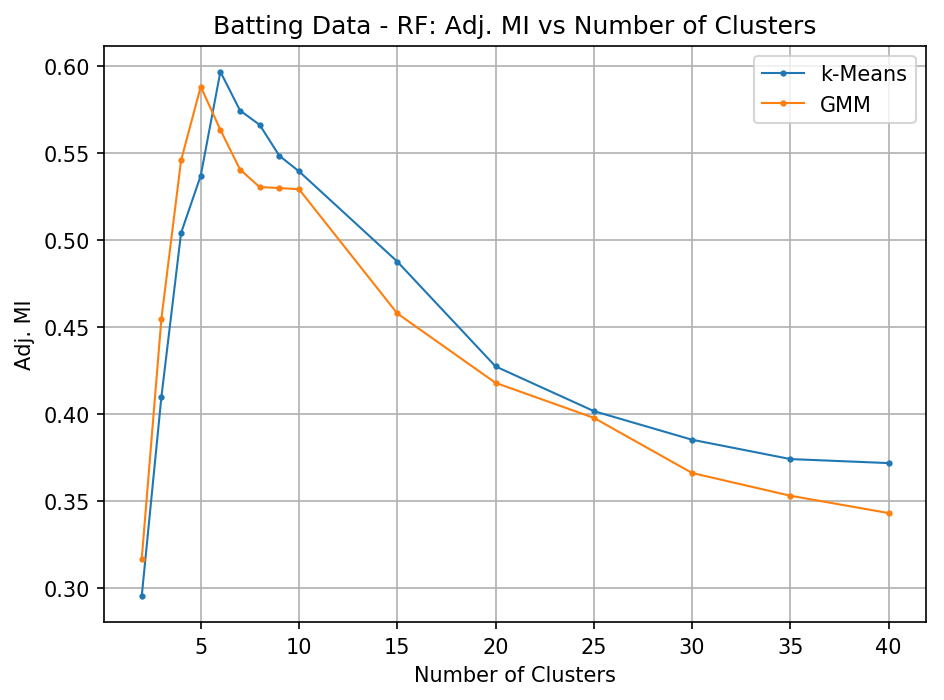 Batting Data - RF: Adj. MI vs Number of Clusters
k-Means
GMM
Adj. MI
0.60
0.55
0.50
0.45
0.40
0.35
0.30
5 10 15 20 25 30 35 40
Number of Clusters